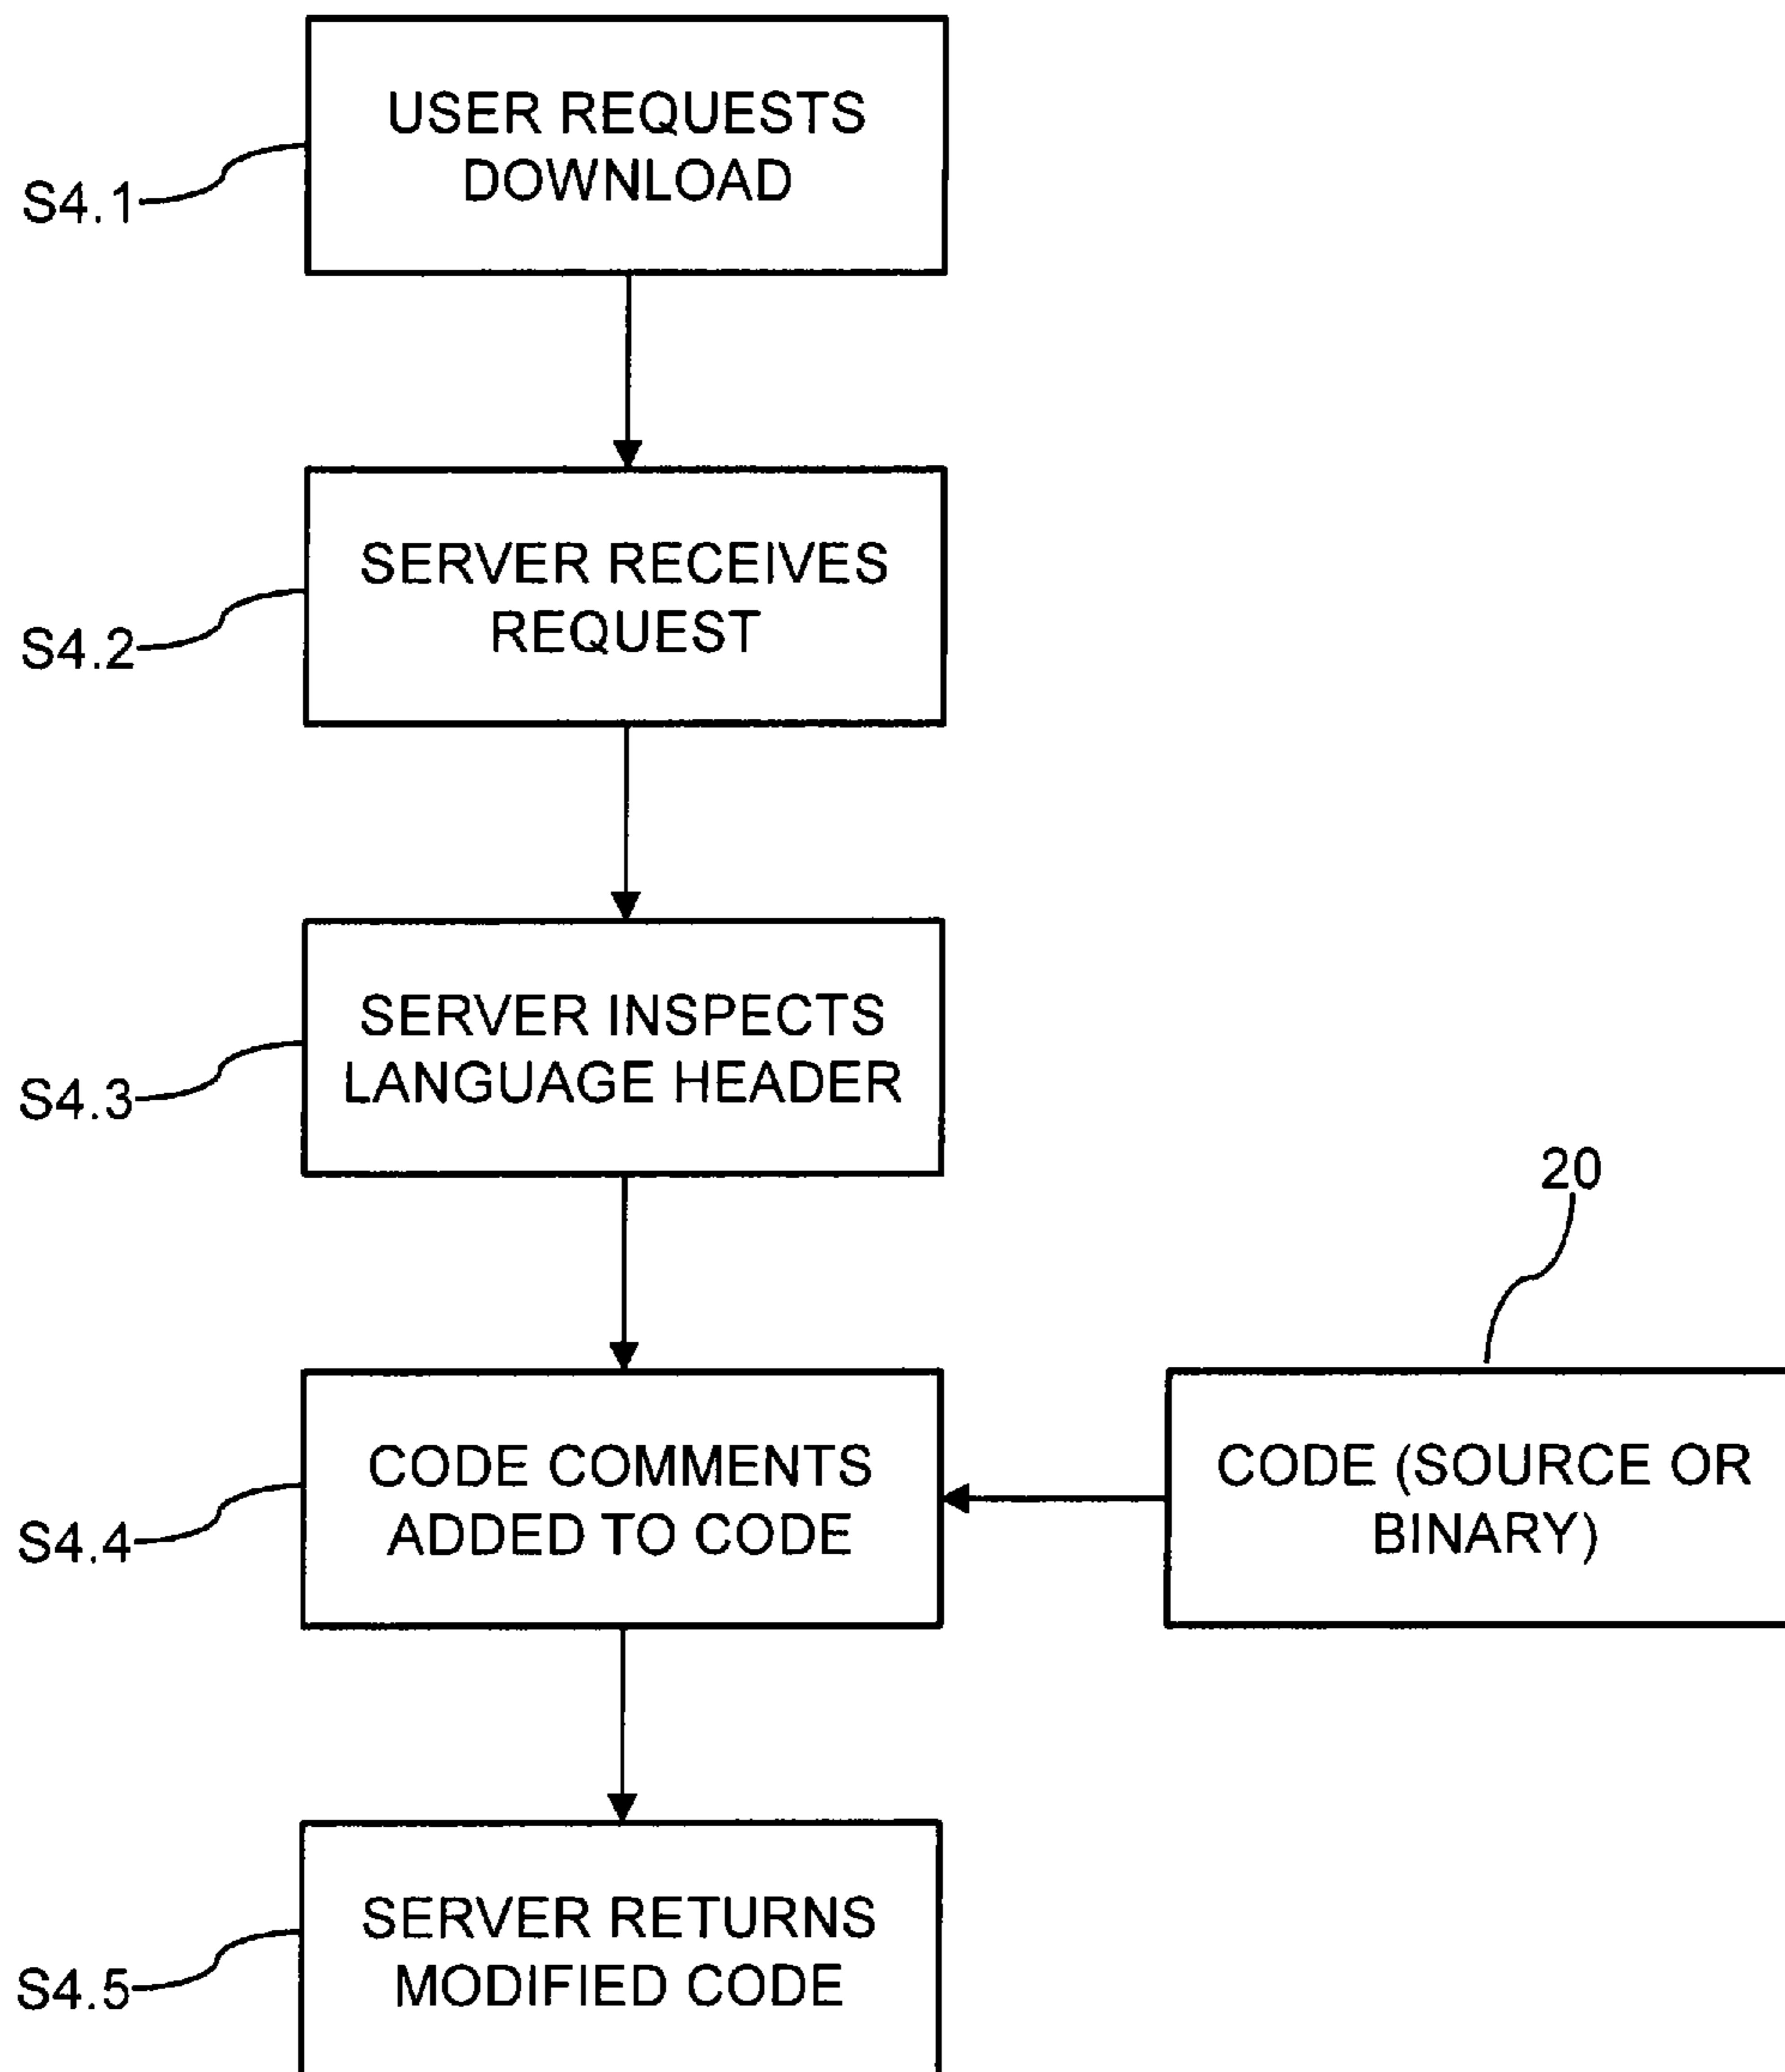 USER REQUESTS
DOWNLOAD
S4.1
SERVER RECEIVES
REQUEST
S4.2
SERVER INSPECTS
LANGUAGE HEADER
S4.3
20
CODE COMMENTS
ADDED TO CODE
S4.4
CODE (SOURCE OR
BINARY)
SERVER RETURNS
MODIFIED CODE
S4.5